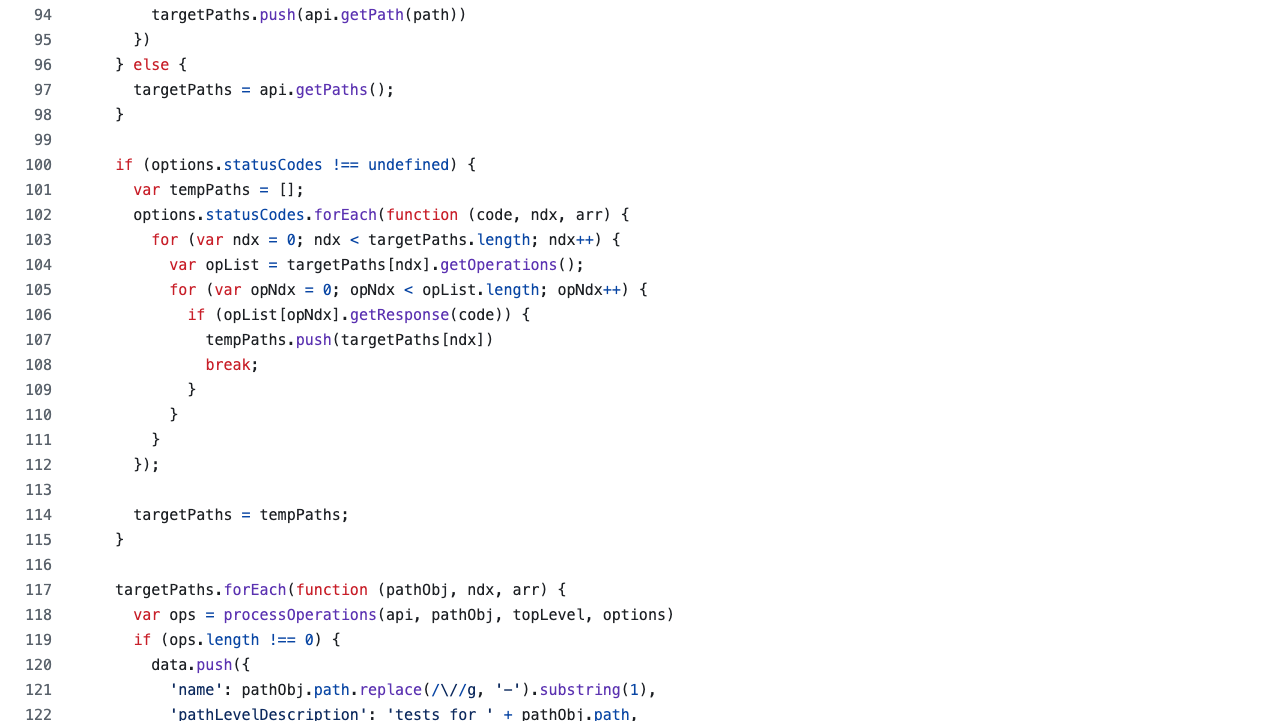 94 targetPaths.push(api.getPath(path))
95 })
96 } else {
97 targetPaths = api.getPaths();
98 }
99
100 if (options.statusCodes !== undefined) {
101 var tempPaths = [];
102 options.statusCodes.forEach(function (code, ndx, arr) {
103 for (var ndx = 0; ndx < targetPaths.length; ndx++) {
104 var opList = targetPaths[ndx].getOperations();
105 for (var opNdx = 0; opNdx < opList.length; opNdx++) {
106 if (opList[opNdx].getResponse(code)) {
107 tempPaths.push(targetPaths[ndx])
108 break;
109 }
110 }
111 }
112 });
113
114 targetPaths = tempPaths;
115 }
116
117 targetPaths.forEach(function (pathObj, ndx, arr) {
118 var ops = processOperations(api, pathObj, topLevel, options)
119 if (ops.length !== 0) {
120 data.push({
121 'name': pathObj.path.replace(/\//g, '-').substring(1),
122 'pathLevelDescription': 'tests for ' + pathObj.path,